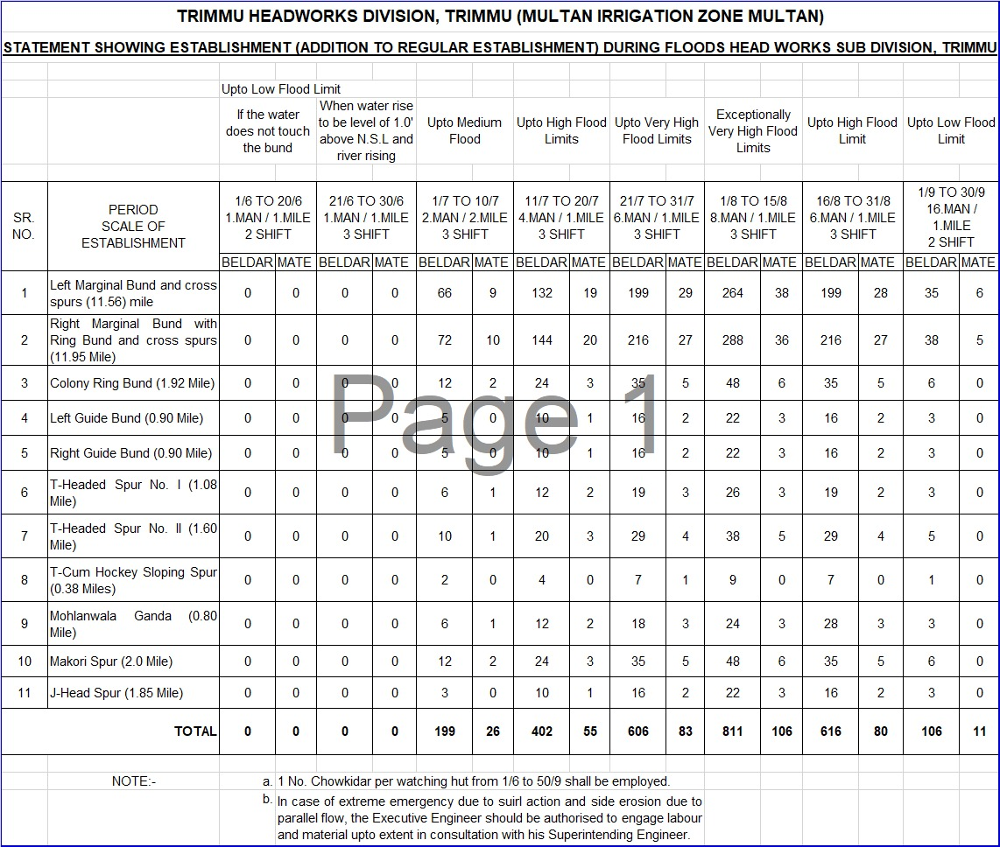 TRIMMU HEADWORKS DIVISION, TRIMMU (MULTAN IRRIGATION ZONE MULTAN)
STATEMENT SHOWING ESTABLISHMENT (ADDITION TO REGULAR ESTABLISHMENT) DURING FLOODS HEAD WORKS SUB DIVISION, TRIMMU
Upto Low Flood Limit
If the water
does not touch
the bund
When water rise
to be level of 1.0'
above N.S.L and
river rising
Upto Medium
Flood
Upto High Flood
Limits
Upto Very High
Flood Limits
Exceptionally
Very High Flood
Limits
Upto High Flood
Limit
Upto Low Flood
Limit
SR.
NO.
PERIOD
SCALE OF
ESTABLISHMENT
1/6 TO 20/6
1.MAN / 1.MILE
2 SHIFT
21/6 TO 30/6
1.MAN / 1.MILE
3 SHIFT
1/7 TO 10/7
2.MAN / 2.MILE
3 SHIFT
11/7 TO 20/7
4.MAN / 1.MILE
3 SHIFT
21/7 TO 31/7
6.MAN / 1.MILE
3 SHIFT
1/8 TO 15/8
8.MAN / 1.MILE
3 SHIFT
16/8 TO 31/8
6.MAN / 1.MILE
3 SHIFT
1/9 TO 30/9
16.MAN /
1.MILE
2 SHIFT
BELDAR MATE BELDAR MATE BELDAR MATE BELDAR MATE BELDAR MATE BELDAR MATE BELDAR MATE BELDAR MATE
1 Left Marginal Bund and cross
spurs (11.56) mile
0 0 0 0 66 9 132 19 199 29 264 38 199 28 35 6
2 Right Marginal Bund with
Ring Bund and cross spurs
(11.95 Mile)
0 0 0 0 72 10 144 20 216 27 288 36 216 27 38 5
3 Colony Ring Bund (1.92 Mile) 0 0 0 0 12 2 24 3 35 5 48 6 35 5 6 0
4 Left Guide Bund (0.90 Mile) 0 0 0 0 5 0 10 1 16 2 22 3 16 2 3 0
5 Right Guide Bund (0.90 Mile) 0 0 0 0 5 0 10 1 16 2 22 3 16 2 3 0
6 T-Headed Spur No. I (1.08
Mile)
0 0 0 0 6 1 12 2 19 3 26 3 19 2 3 0
7 T-Headed Spur No. II (1.60
Mile)
0 0 0 0 10 1 20 3 29 4 38 5 29 4 5 0
8 T-Cum Hockey Sloping Spur
(0.38 Miles)
0 0 0 0 2 0 4 0 7 1 9 0 7 0 1 0
9 Mohlanwala Ganda (0.80
Mile)
0 0 0 0 6 1 12 2 18 3 24 3 28 3 3 0
10 Makori Spur (2.0 Mile) 0 0 0 0 12 2 24 3 35 5 48 6 35 5 6 0
11 J-Head Spur (1.85 Mile) 0 0 0 0 3 0 10 1 16 2 22 3 16 2 3 0
TOTAL 0 0 0 0 199 26 402 55 606 83 811 106 616 80 106 11
Page 1
NOTE:- a. 1 No. Chowkidar per watching hut from 1/6 to 50/9 shall be employed.
b. In case of extreme emergency due to suirl action and side erosion due to
parallel flow, the Executive Engineer should be authorised to engage labour
and material upto extent in consultation with his Superintending Engineer.